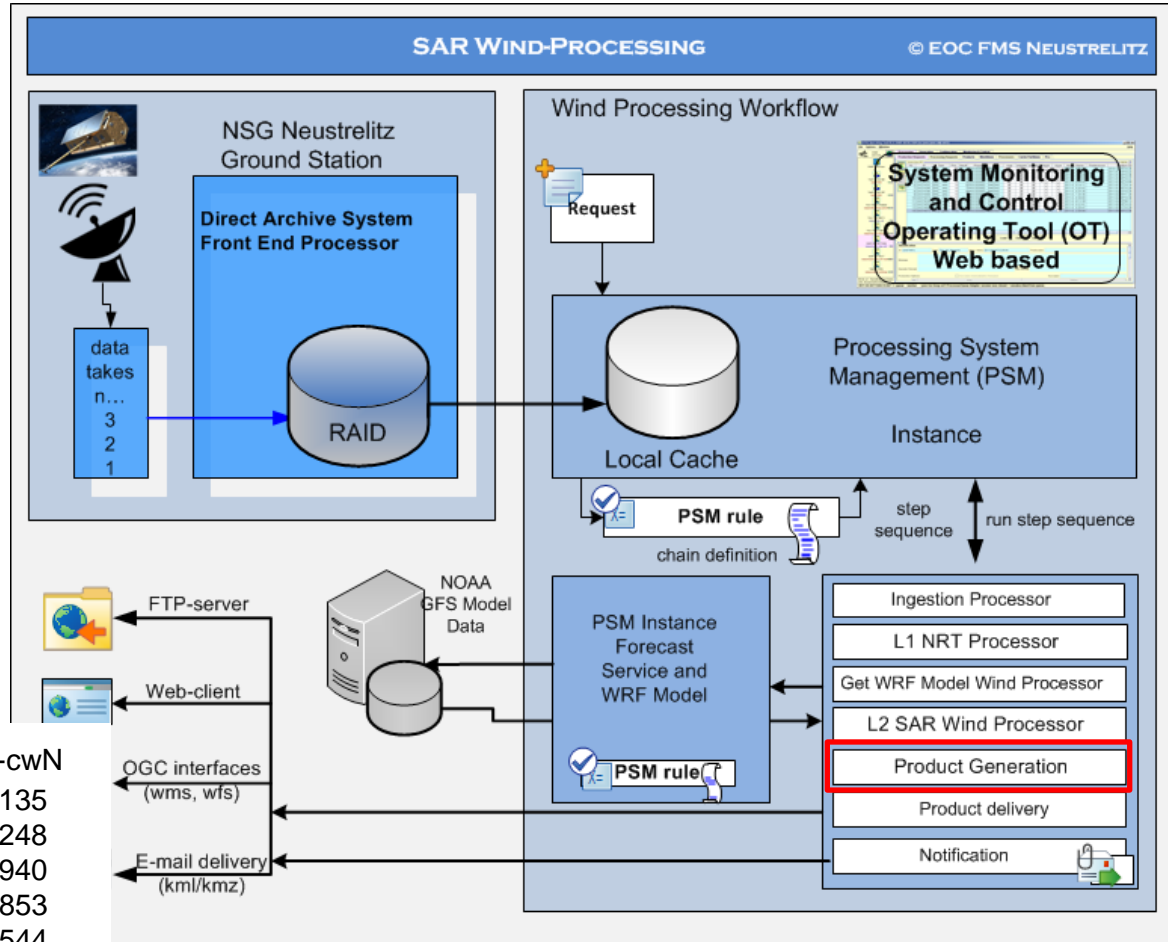 SAR WIND-PROCESSING
© EOC FMS NEUSTRELITZ
NSG Neustrelitz
Ground Station
Direct Archive System
Front End Processor
data
takes
n...
3
2
1
RAID
Wind Processing Workflow
Request
System Monitoring
and Control
Operating Tool (OT)
Web based
Processing System
Management (PSM)
Instance
Local Cache
PSM rule
chain definition
step
sequence
run step sequence
NOAA
GFS Model
Data
PSM Instance
Forecast
Service and
WRF Model
PSM rule
Ingestion Processor
L1 NRT Processor
Get WRF Model Wind Processor
L2 SAR Wind Processor
Product Generation
Product delivery
Notification
FTP-server
Web-client
OGC interfaces
(wms, wfs)
E-mail delivery
(kml/kmz)
-cwN
135
248
940
853
544